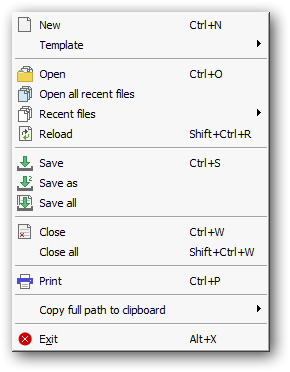 New Ctrl+N
Template
Open Ctrl+O
Open all recent files
Recent files
Reload Shift+Ctrl+R
Save Ctrl+S
Save as
Save all
Close Ctrl+W
Close all Shift+Ctrl+W
Print Ctrl+P
Copy full path to clipboard
Exit Alt+X